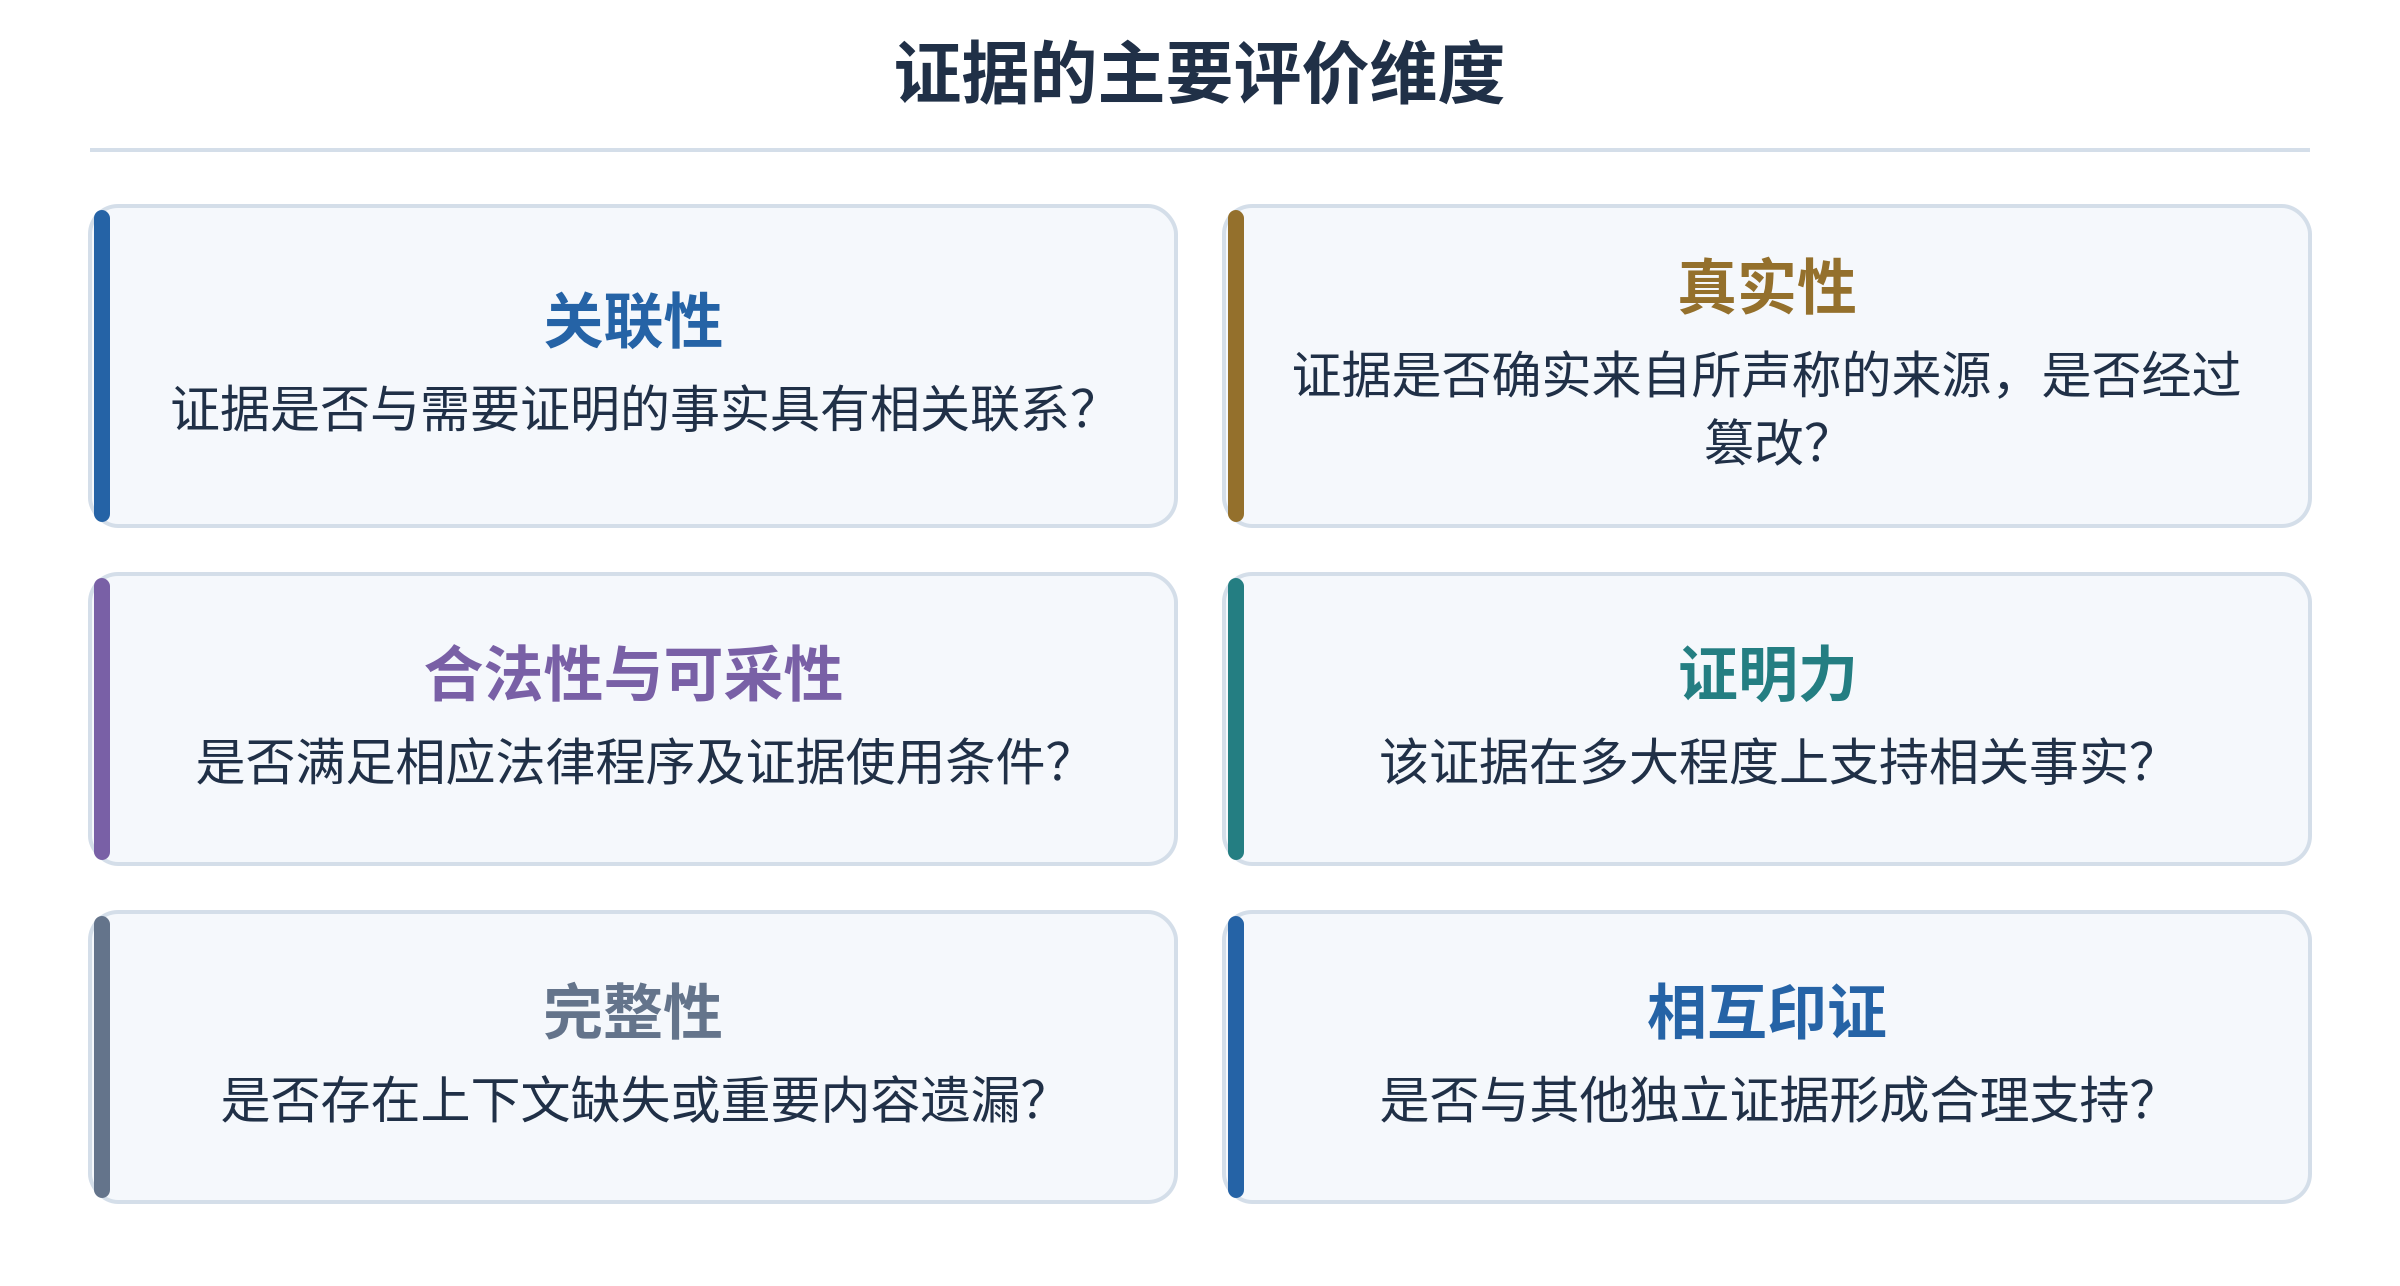 证据的主要评价维度
关联性
证据是否与需要证明的事实具有相关联系？
真实性
证据是否确实来自所声称的来源，是否经过
篡改？
合法性与可采性
是否满足相应法律程序及证据使用条件？
证明力
该证据在多大程度上支持相关事实？
完整性
是否存在上下文缺失或重要内容遗漏？
相互印证
是否与其他独立证据形成合理支持？